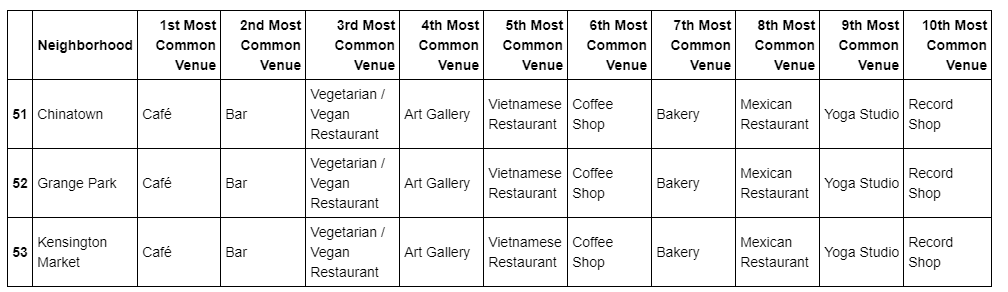 Neighborhood 1st Most Common Venue 2nd Most Common Venue 3rd Most Common Venue 4th Most Common Venue 5th Most Common Venue 6th Most Common Venue 7th Most Common Venue 8th Most Common Venue 9th Most Common Venue 10th Most Common Venue
51 Chinatown Café Bar Vegetarian / Vegan Restaurant Art Gallery Vietnamese Restaurant Coffee Shop Bakery Mexican Restaurant Yoga Studio Record Shop
52 Grange Park Café Bar Vegetarian / Vegan Restaurant Art Gallery Vietnamese Restaurant Coffee Shop Bakery Mexican Restaurant Yoga Studio Record Shop
53 Kensington Market Café Bar Vegetarian / Vegan Restaurant Art Gallery Vietnamese Restaurant Coffee Shop Bakery Mexican Restaurant Yoga Studio Record Shop